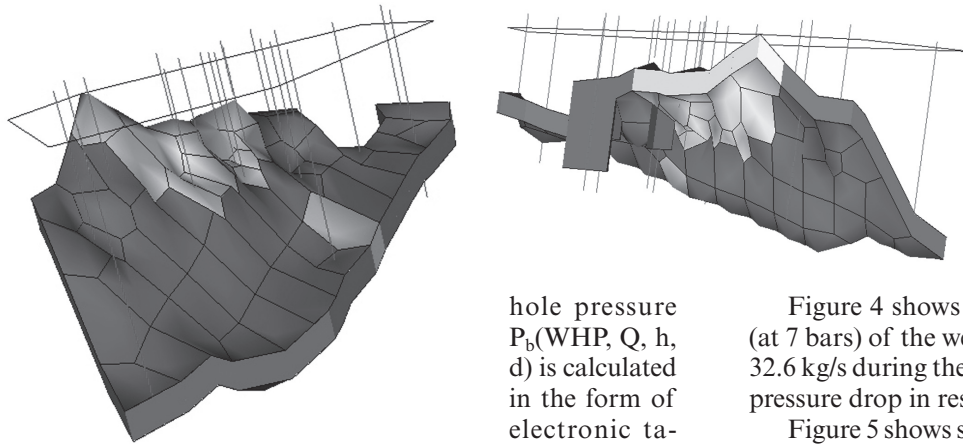 hole pressure
P_b(WHP, Q, h,
d) is calculated
in the form of
electronic ta-
Figure 4 shows
(at 7 bars) of the we
32.6 kg/s during the
pressure drop in res
Figure 5 shows s